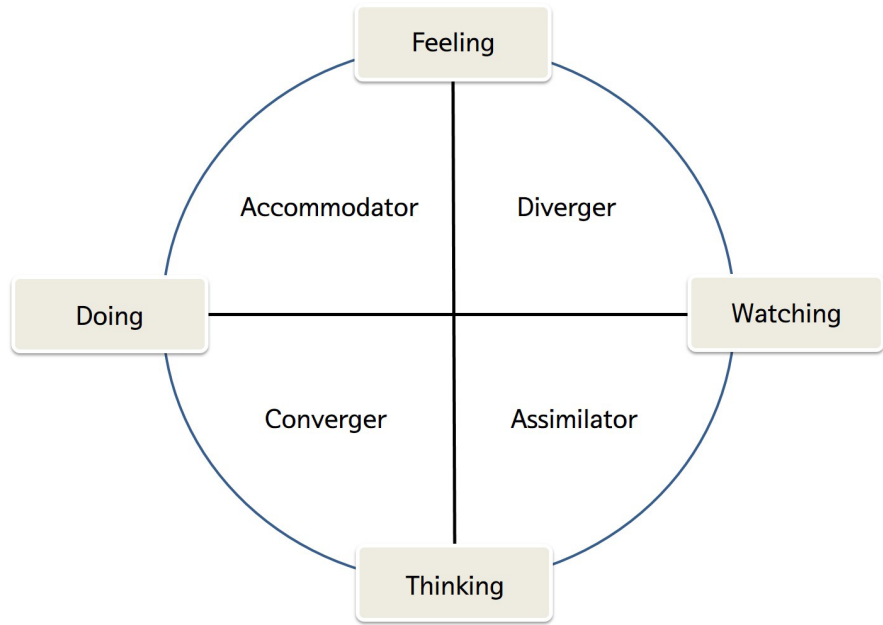 Feeling
Accommodator
Diverger
Doing
Watching
Converger
Assimilator
Thinking